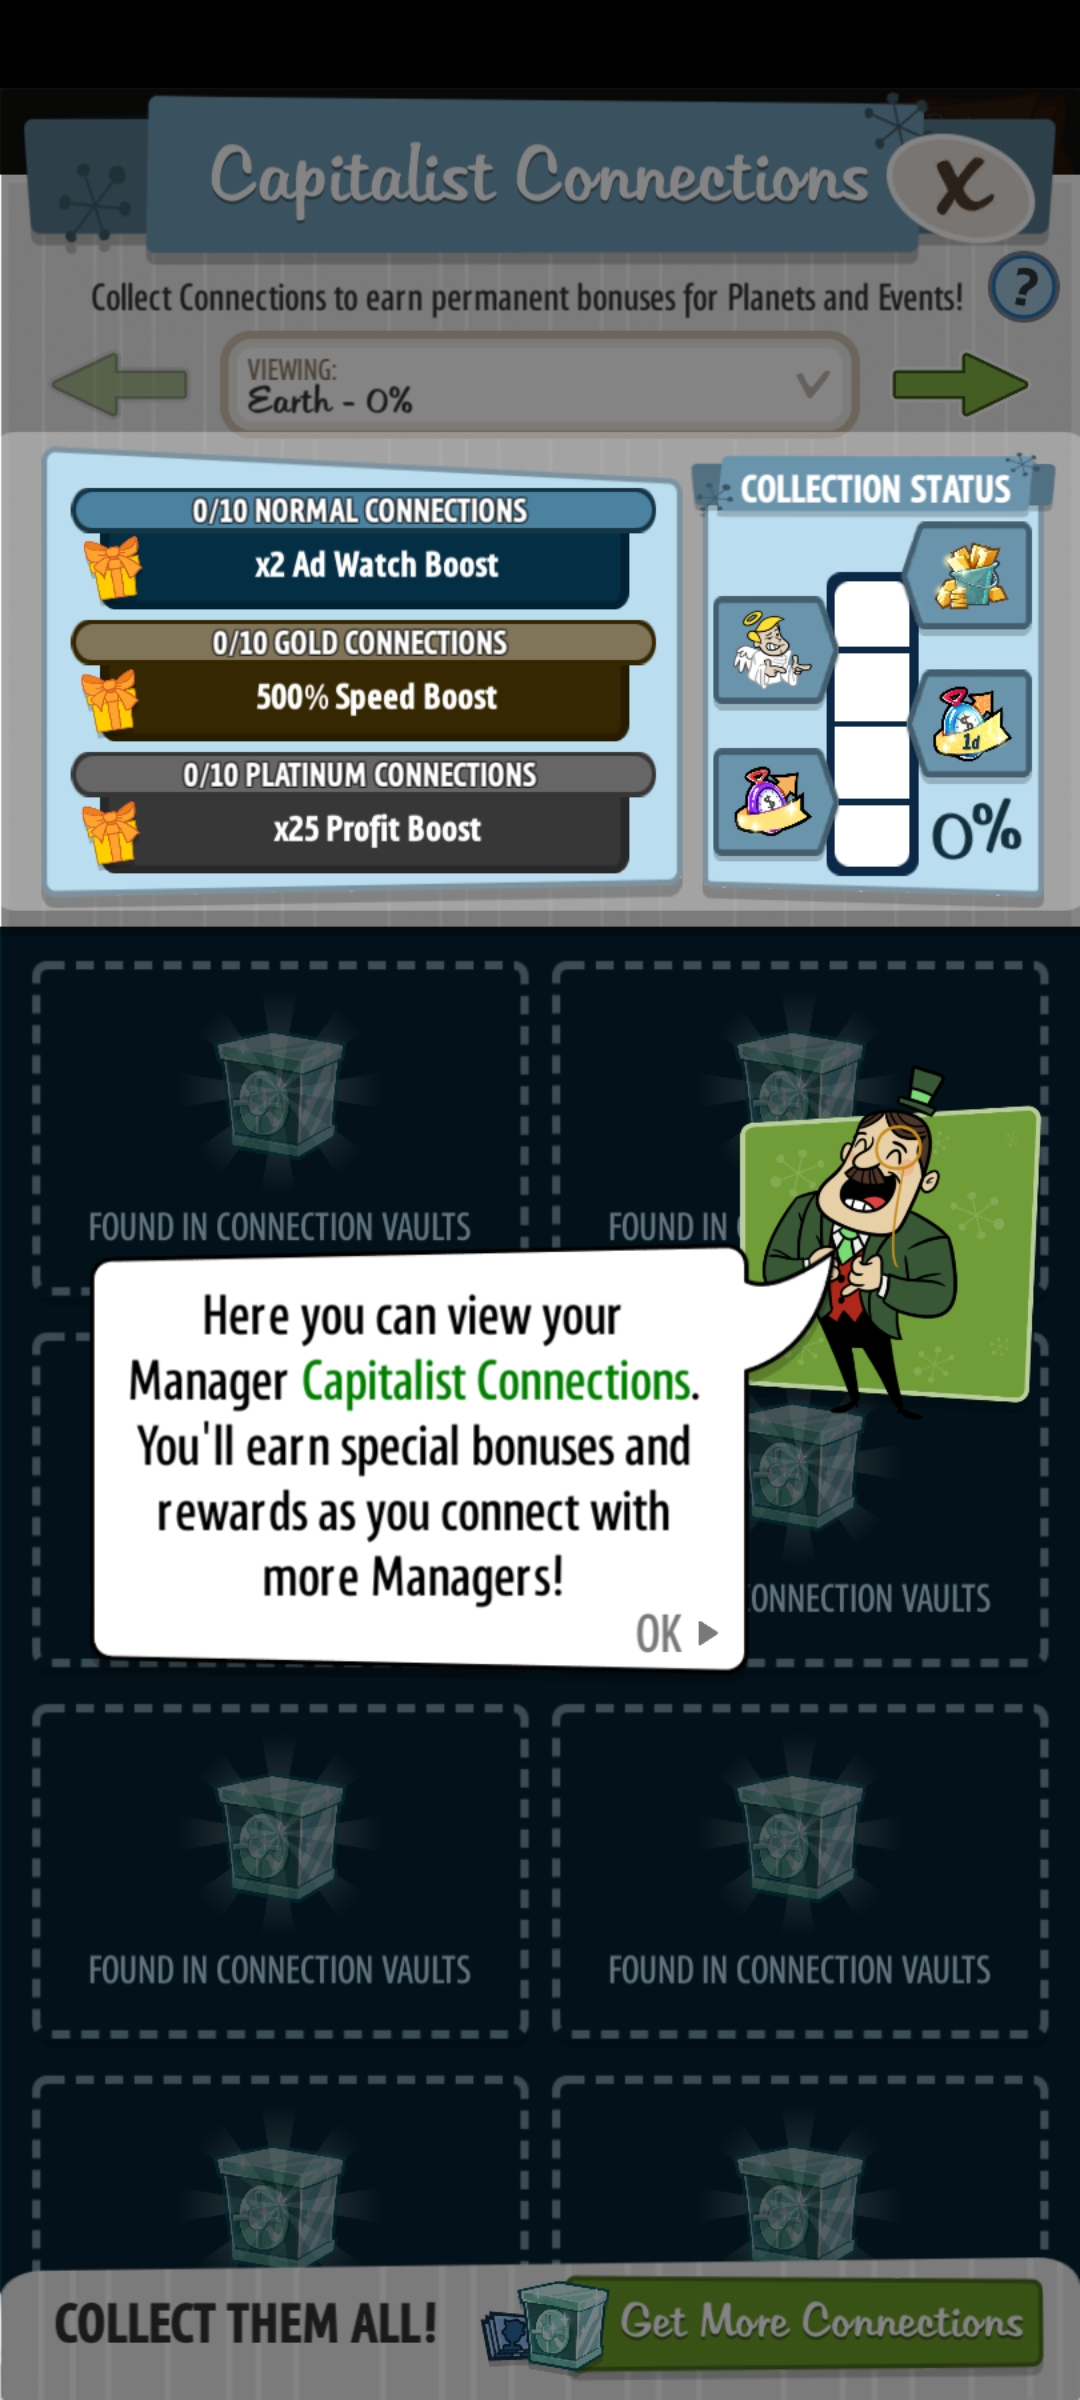 Capitalist Connections
X
Collect Connections to earn permanent bonuses for Planets and Events!
?
VIEWING:
Earth - 0%
0/10 NORMAL CONNECTIONS
x2 Ad Watch Boost
0/10 GOLD CONNECTIONS
500% Speed Boost
0/10 PLATINUM CONNECTIONS
x25 Profit Boost
COLLECTION STATUS
1d
0%
FOUND IN CONNECTION VAULTS
FOUND IN
Here you can view your
Manager Capitalist Connections.
You'll earn special bonuses and
rewards as you connect with
more Managers!
OK
CONNECTION VAULTS
FOUND IN CONNECTION VAULTS
FOUND IN CONNECTION VAULTS
COLLECT THEM ALL!
Get More Connections